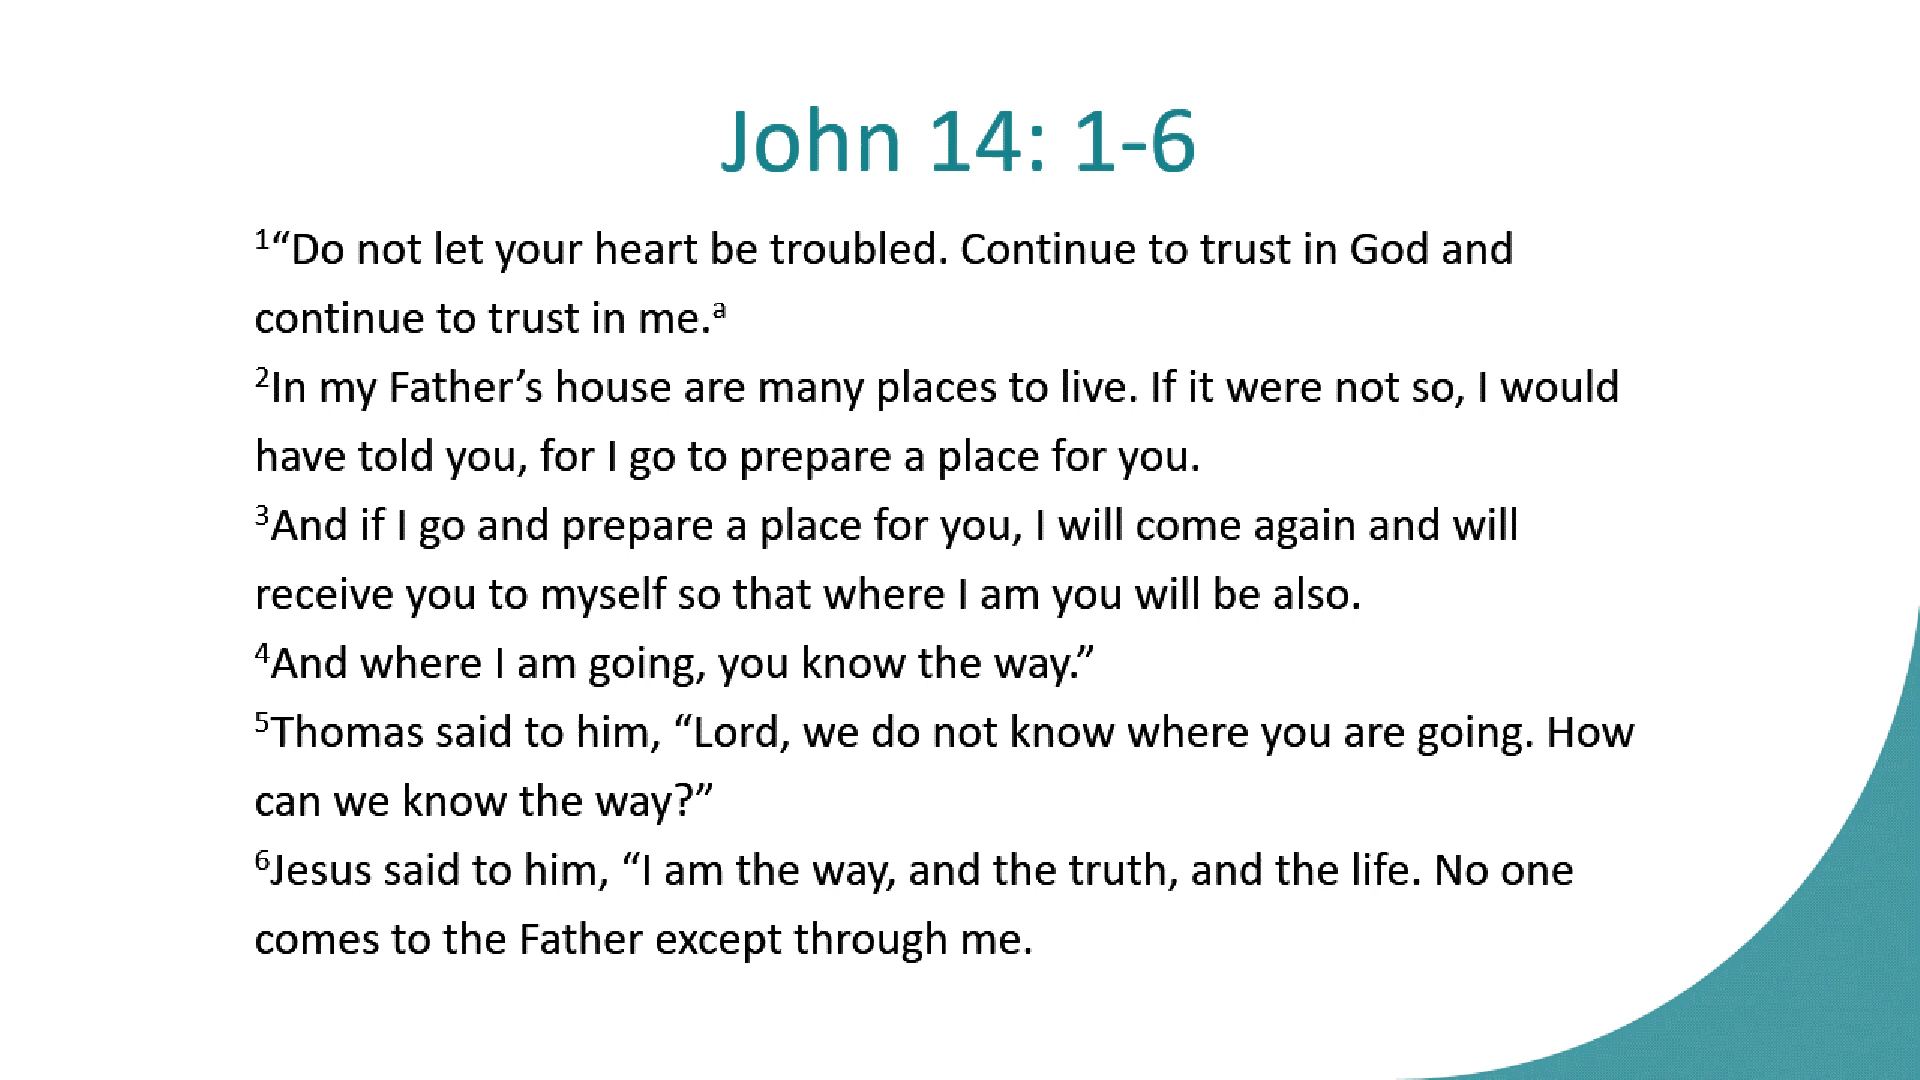 John 14: 1-6
¹“Do not let your heart be troubled. Continue to trust in God and
continue to trust in me.ᵃ
²In my Father’s house are many places to live. If it were not so, I would
have told you, for I go to prepare a place for you.
³And if I go and prepare a place for you, I will come again and will
receive you to myself so that where I am you will be also.
⁴And where I am going, you know the way.”
⁵Thomas said to him, “Lord, we do not know where you are going. How
can we know the way?”
⁶Jesus said to him, “I am the way, and the truth, and the life. No one
comes to the Father except through me.